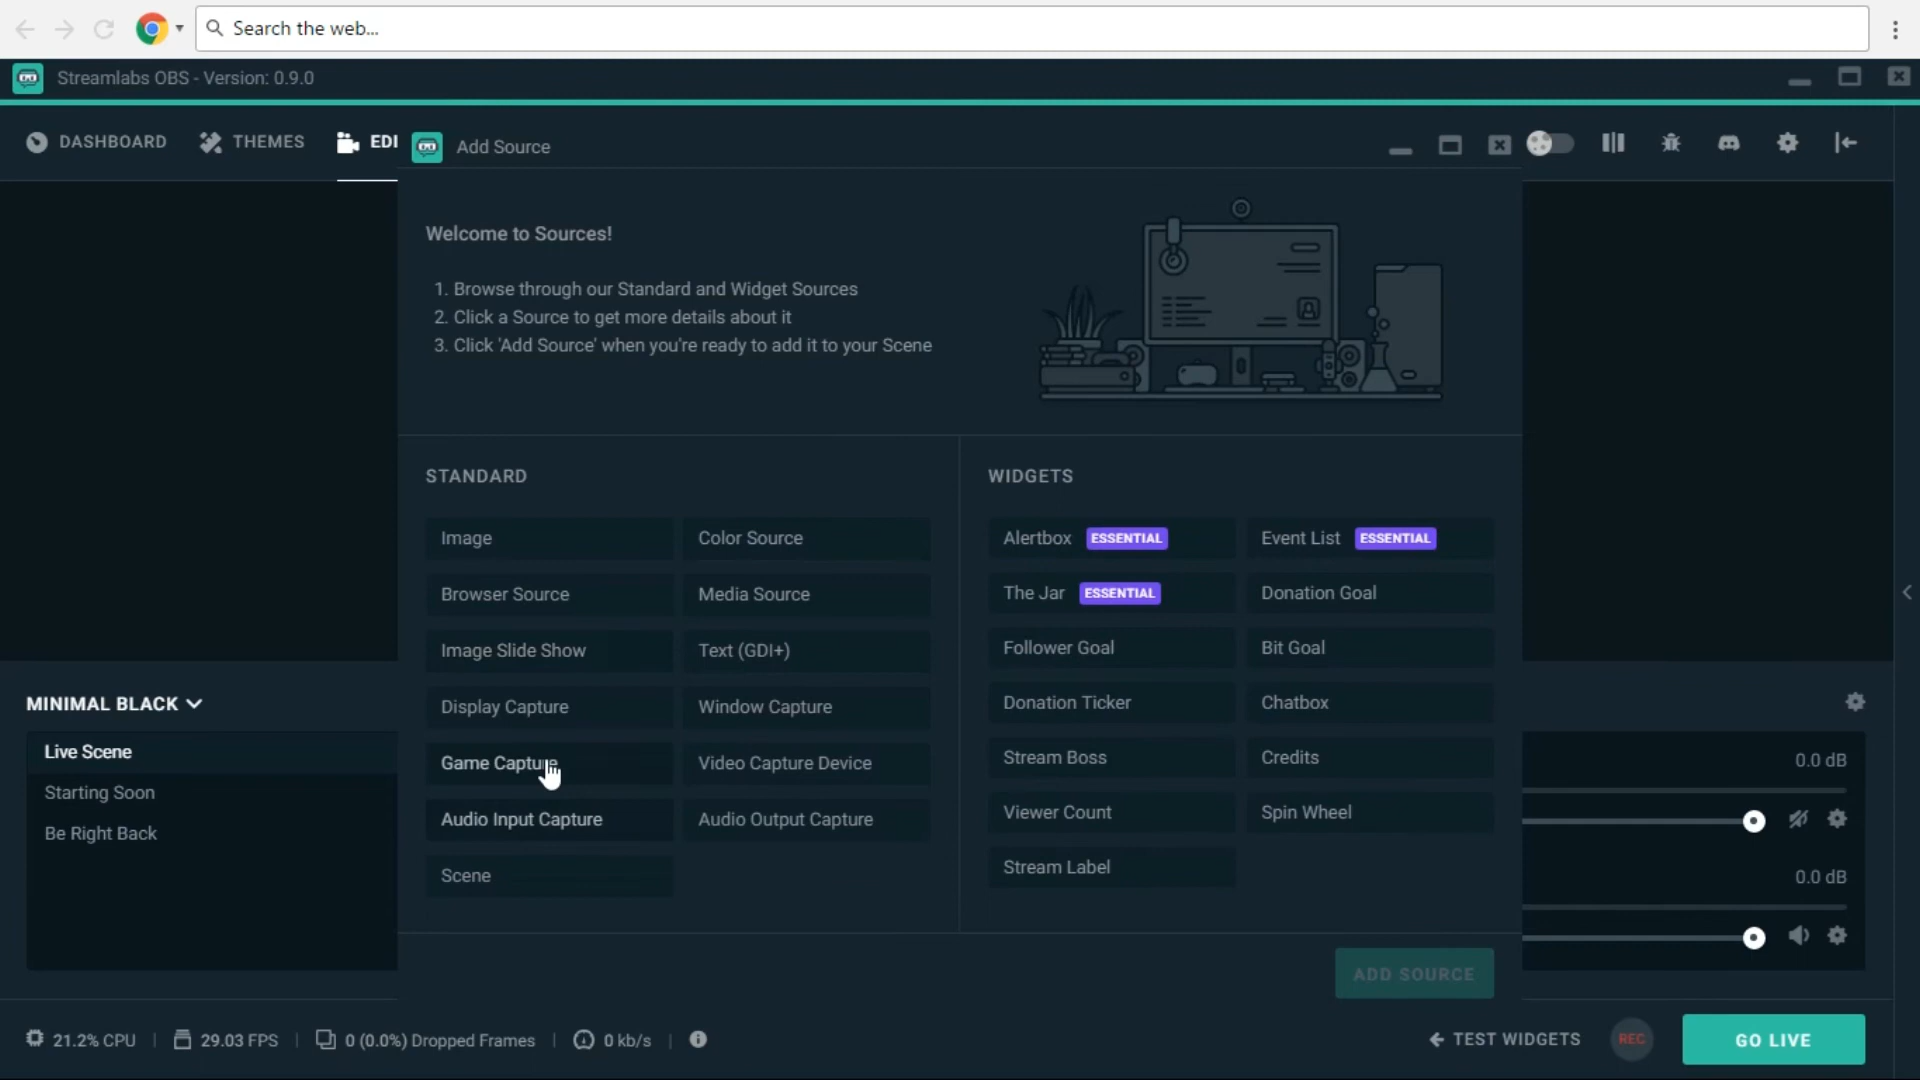 Search the web...
Streamlabs OBS - Version: 0.9.0
DASHBOARD
THEMES
EDI
Add Source
Welcome to Sources!
1. Browse through our Standard and Widget Sources
2. Click a Source to get more details about it
3. Click 'Add Source' when you're ready to add it to your Scene
STANDARD
Image
Color Source
Browser Source
Media Source
Image Slide Show
Text (GDI+)
Display Capture
Window Capture
Game Capture
Video Capture Device
Audio Input Capture
Audio Output Capture
Scene
WIDGETS
Alertbox ESSENTIAL
Event List ESSENTIAL
The Jar ESSENTIAL
Donation Goal
Follower Goal
Bit Goal
Donation Ticker
Chatbox
Stream Boss
Credits
Viewer Count
Spin Wheel
Stream Label
ADD SOURCE
MINIMAL BLACK
Live Scene
Starting Soon
Be Right Back
0.0 dB
0.0 dB
21.2% CPU
29.03 FPS
0 (0.0%) Dropped Frames
0 kb/s
TEST WIDGETS
REC
GO LIVE